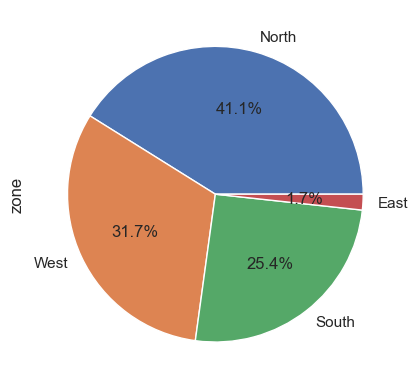 North
41.1%
1.7%
East
zone
31.7%
25.4%
West
South